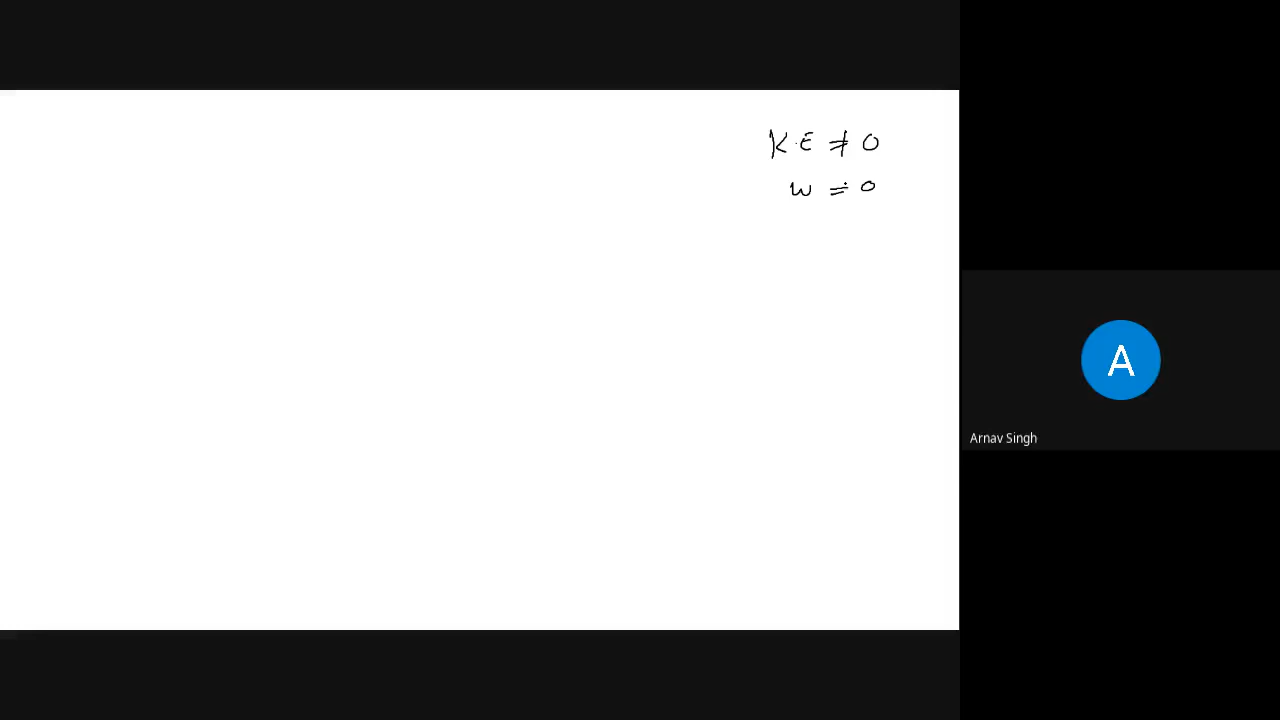 K.E ≠ 0
w = 0
A
Arnav Singh